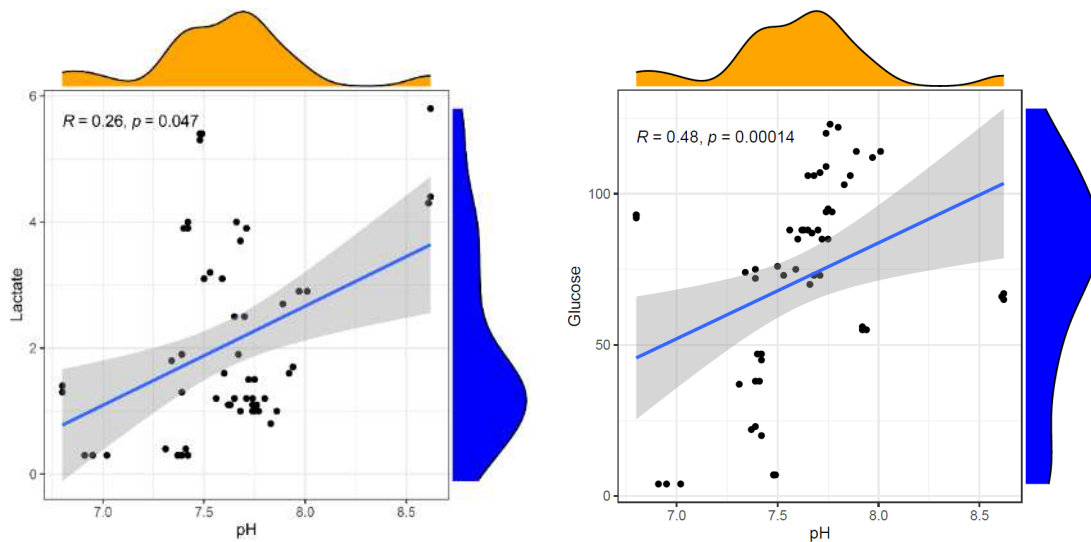 6
R = 0.26, p = 0.047
4
Lactate
2
0
7.0 7.5 8.0 8.5
pH
R = 0.48, p = 0.00014
100
Glucose
50
0
7.0 7.5 8.0 8.5
pH